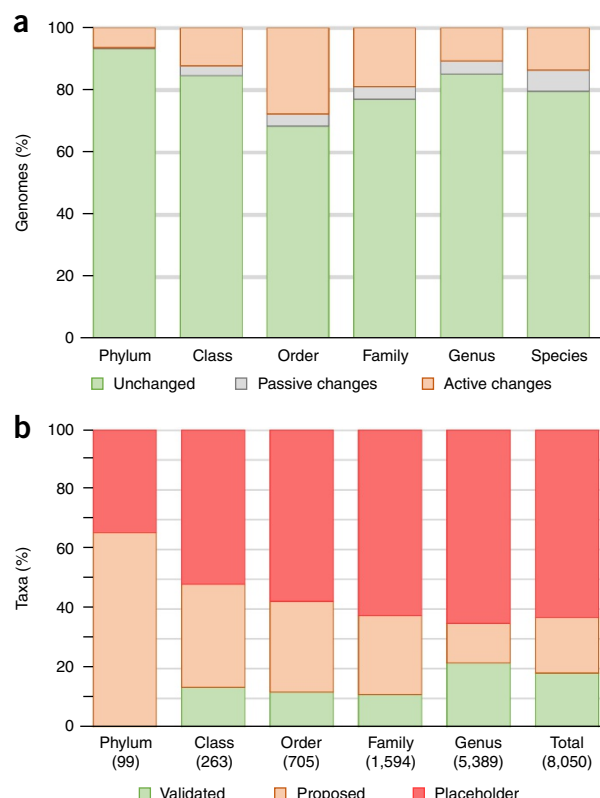 a
Genomes (%)
100
80
60
40
20
0
Phylum Class Order Family Genus Species
Unchanged Passive changes Active changes
b
Taxa (%)
100
80
60
40
20
0
Phylum Class Order Family Genus Total
(99) (263) (705) (1,594) (5,389) (8,050)
Validated Proposed Placeholder